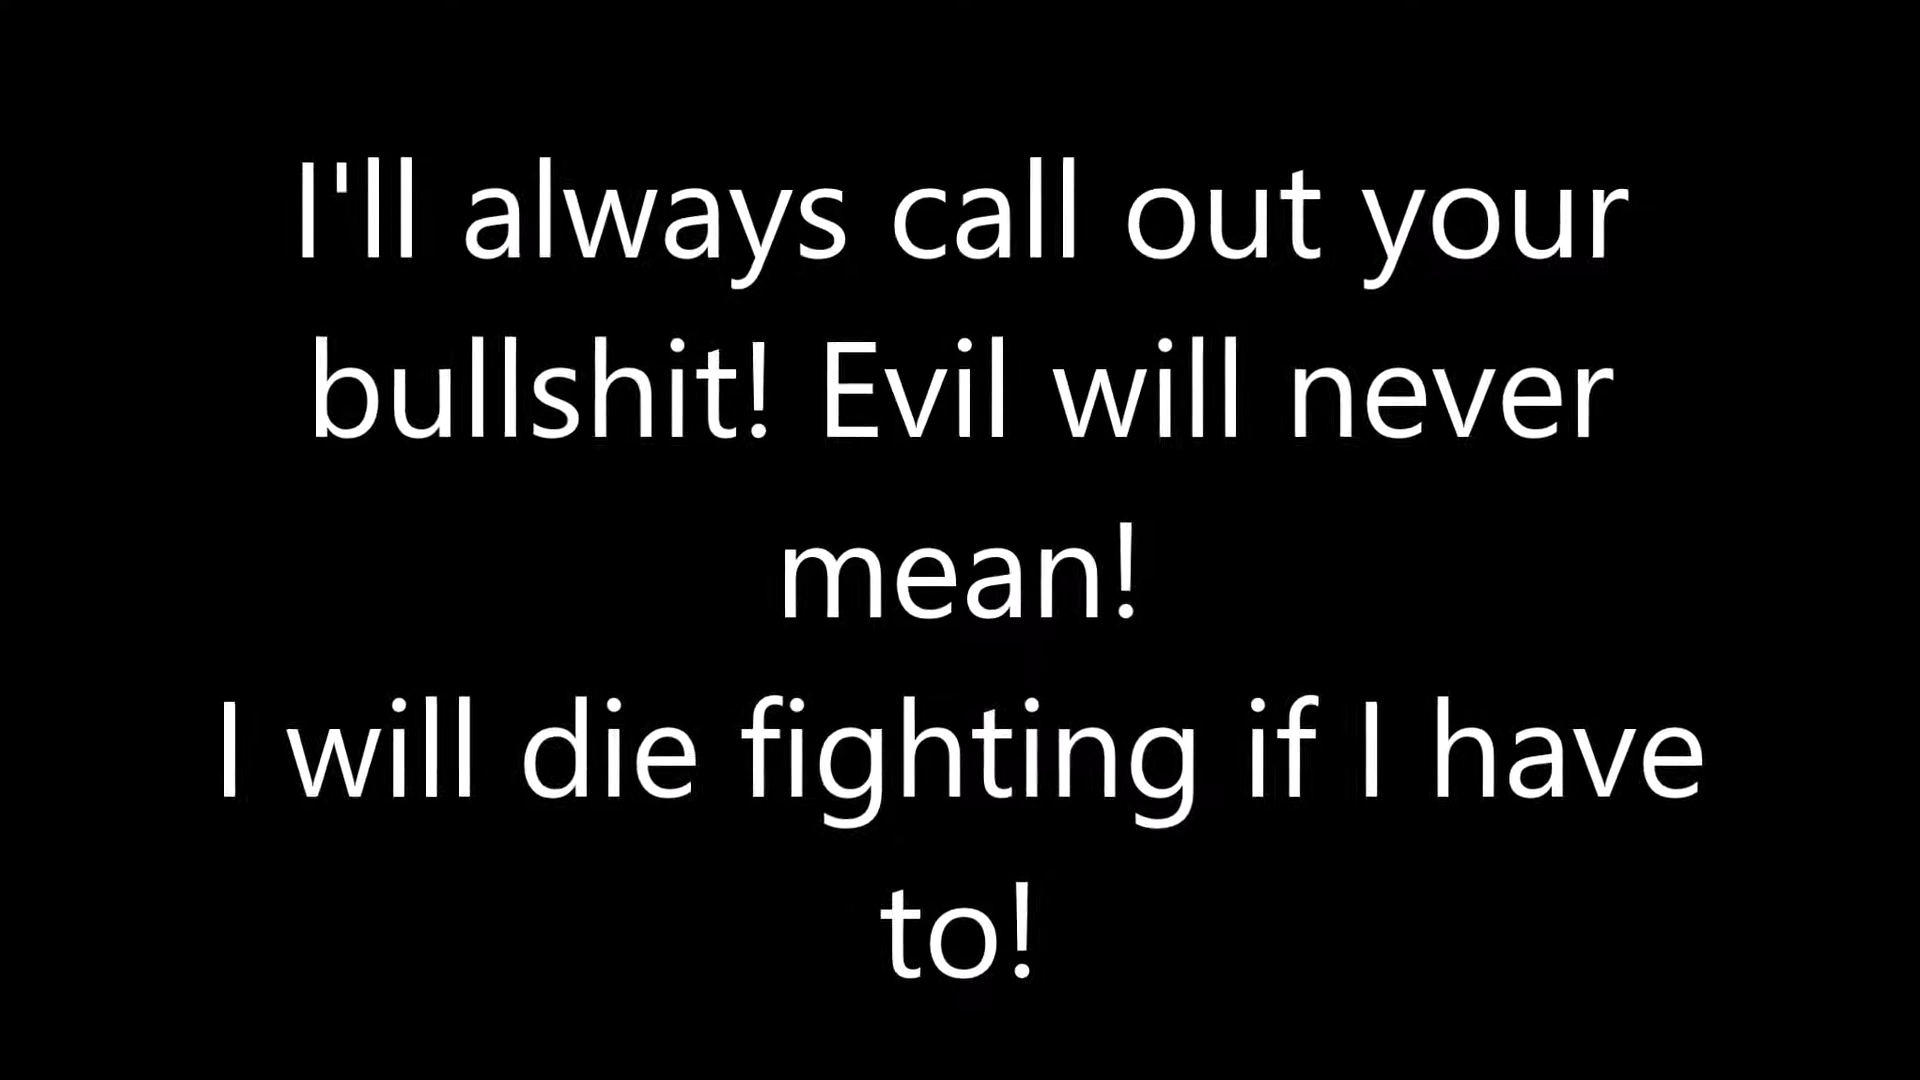 I'll always call out your
bullshit! Evil will never
mean!
I will die fighting if I have
to!